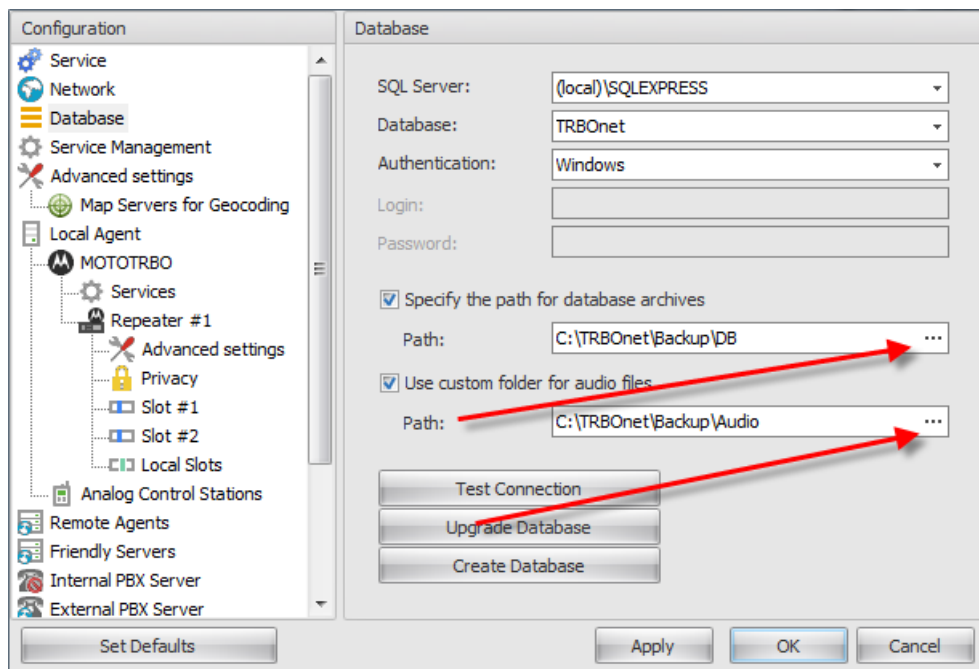 Configuration
Service
Network
Database
Service Management
Advanced settings
Map Servers for Geocoding
Local Agent
MOTOTRBO
Services
Repeater #1
Advanced settings
Privacy
Slot #1
Slot #2
Local Slots
Analog Control Stations
Remote Agents
Friendly Servers
Internal PBX Server
External PBX Server
Database
SQL Server: (local)\SQLEXPRESS
Database: TRBOnet
Authentication: Windows
Login:
Password:
Specify the path for database archives
Path: C:\TRBOnet\Backup\DB ...
Use custom folder for audio files
Path: C:\TRBOnet\Backup\Audio ...
Test Connection
Upgrade Database
Create Database
Set Defaults Apply OK Cancel